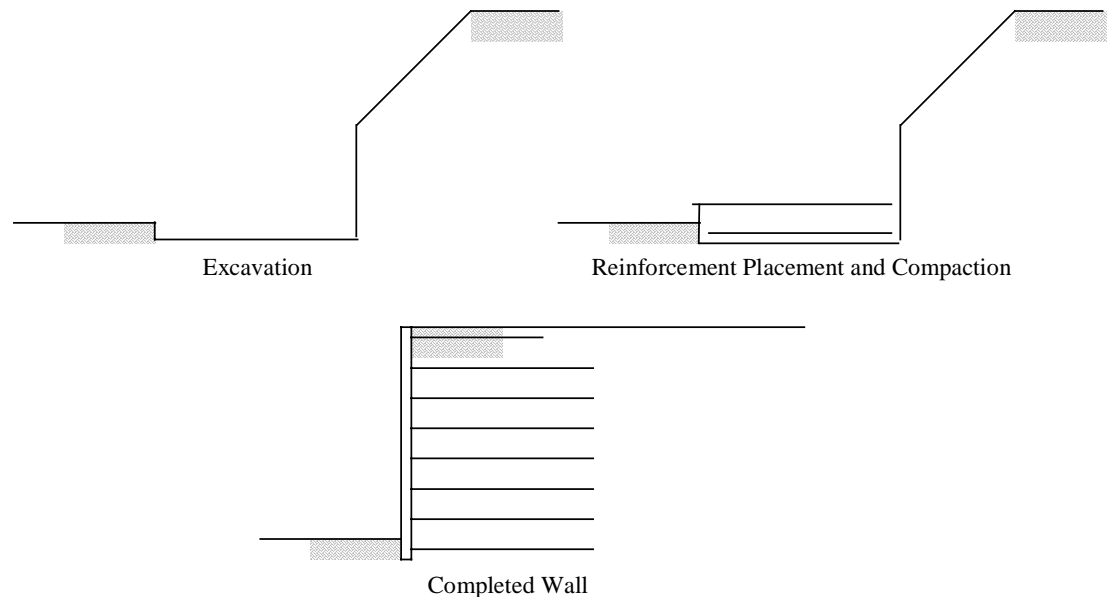 Excavation
Reinforcement Placement and Compaction
Completed Wall